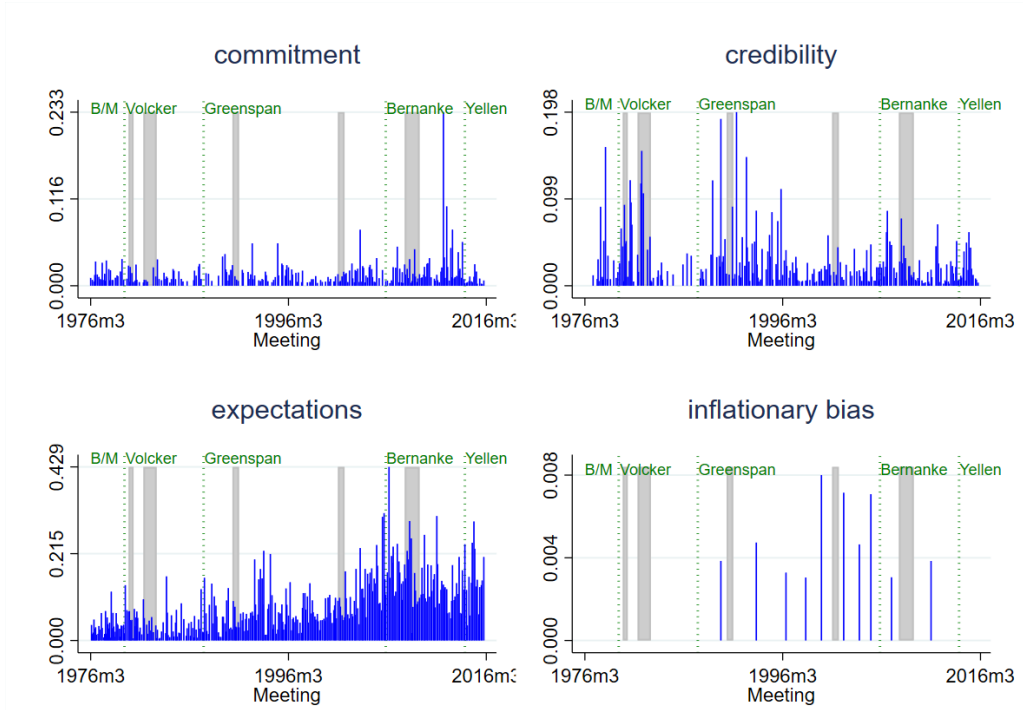 commitment
B/M Volcker Greenspan Bernanke Yellen
0.233
0.116
0.000
1976m3 1996m3 2016m3
Meeting
credibility
B/M Volcker Greenspan Bernanke Yellen
0.198
0.099
0.000
1976m3 1996m3 2016m3
Meeting
expectations
B/M Volcker Greenspan Bernanke Yellen
0.429
0.215
0.000
1976m3 1996m3 2016m3
Meeting
inflationary bias
B/M Volcker Greenspan Bernanke Yellen
0.008
0.004
0.000
1976m3 1996m3 2016m3
Meeting